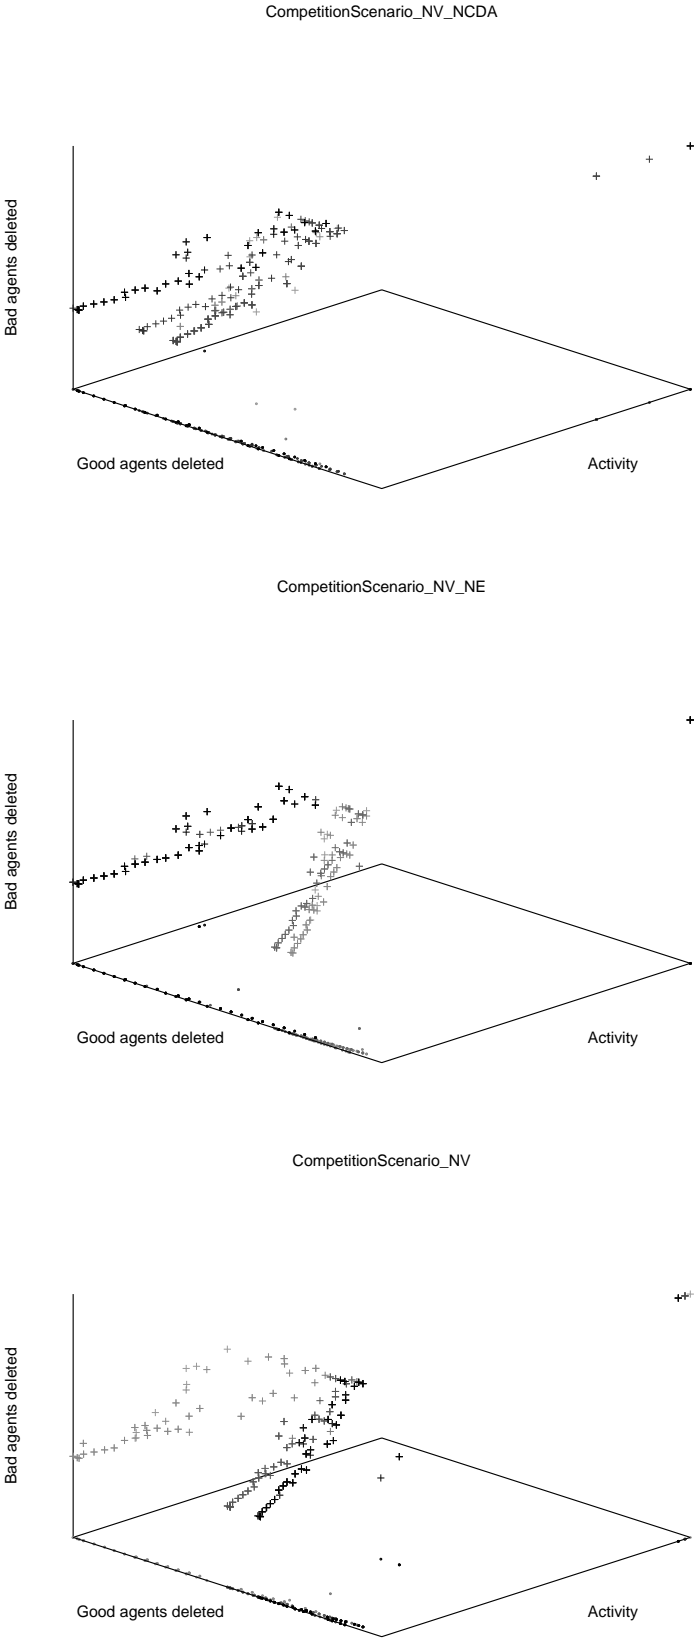 CompetitionScenario_NV_NCDA
Bad agents deleted
Good agents deleted
Activity
CompetitionScenario_NV_NE
Bad agents deleted
Good agents deleted
Activity
CompetitionScenario_NV
Bad agents deleted
Good agents deleted
Activity